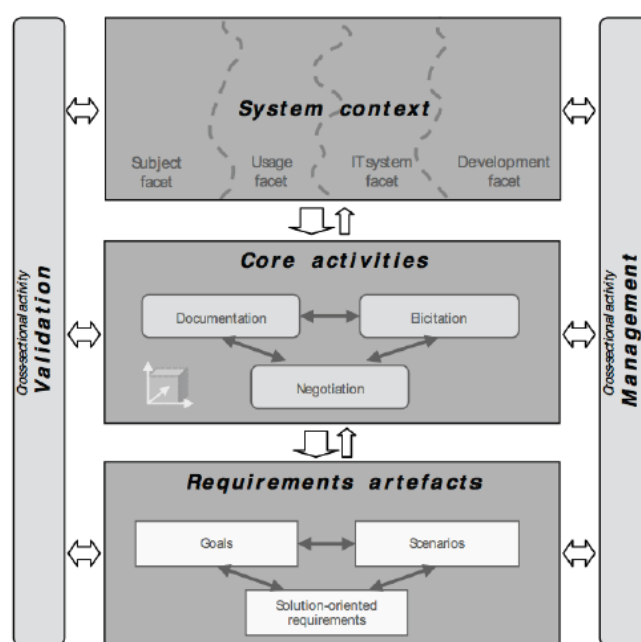 Cross-sectional activity
Validation
System context
Subject facet
Usage facet
IT system facet
Development facet
Core activities
Documentation
Elicitation
Negotiation
Requirements artefacts
Goals
Scenarios
Solution-oriented
requirements
Cross-sectional activity
Management